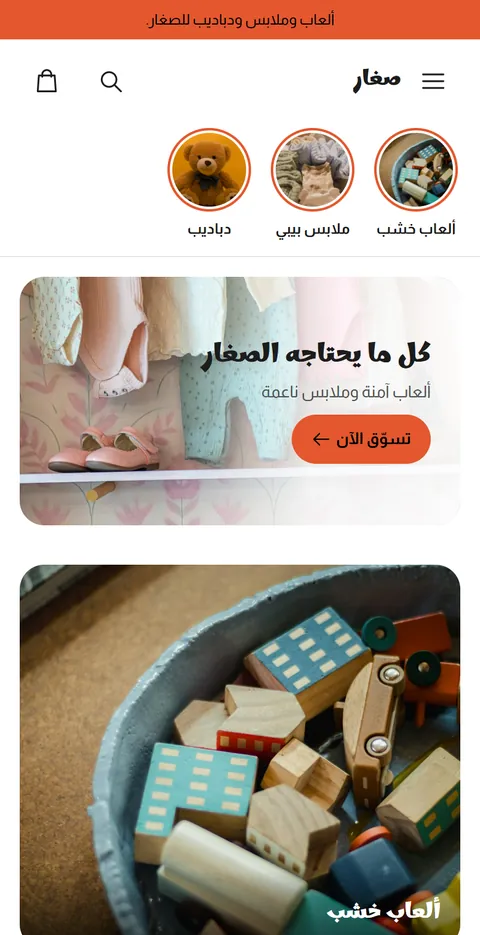 ألعاب وملابس ودباديب للصغار.
صغار
ألعاب خشب
ملابس بيبي
دباديب
كل ما يحتاجه الصغار
ألعاب آمنة وملابس ناعمة
تسوّق الآن
ألعاب خشب